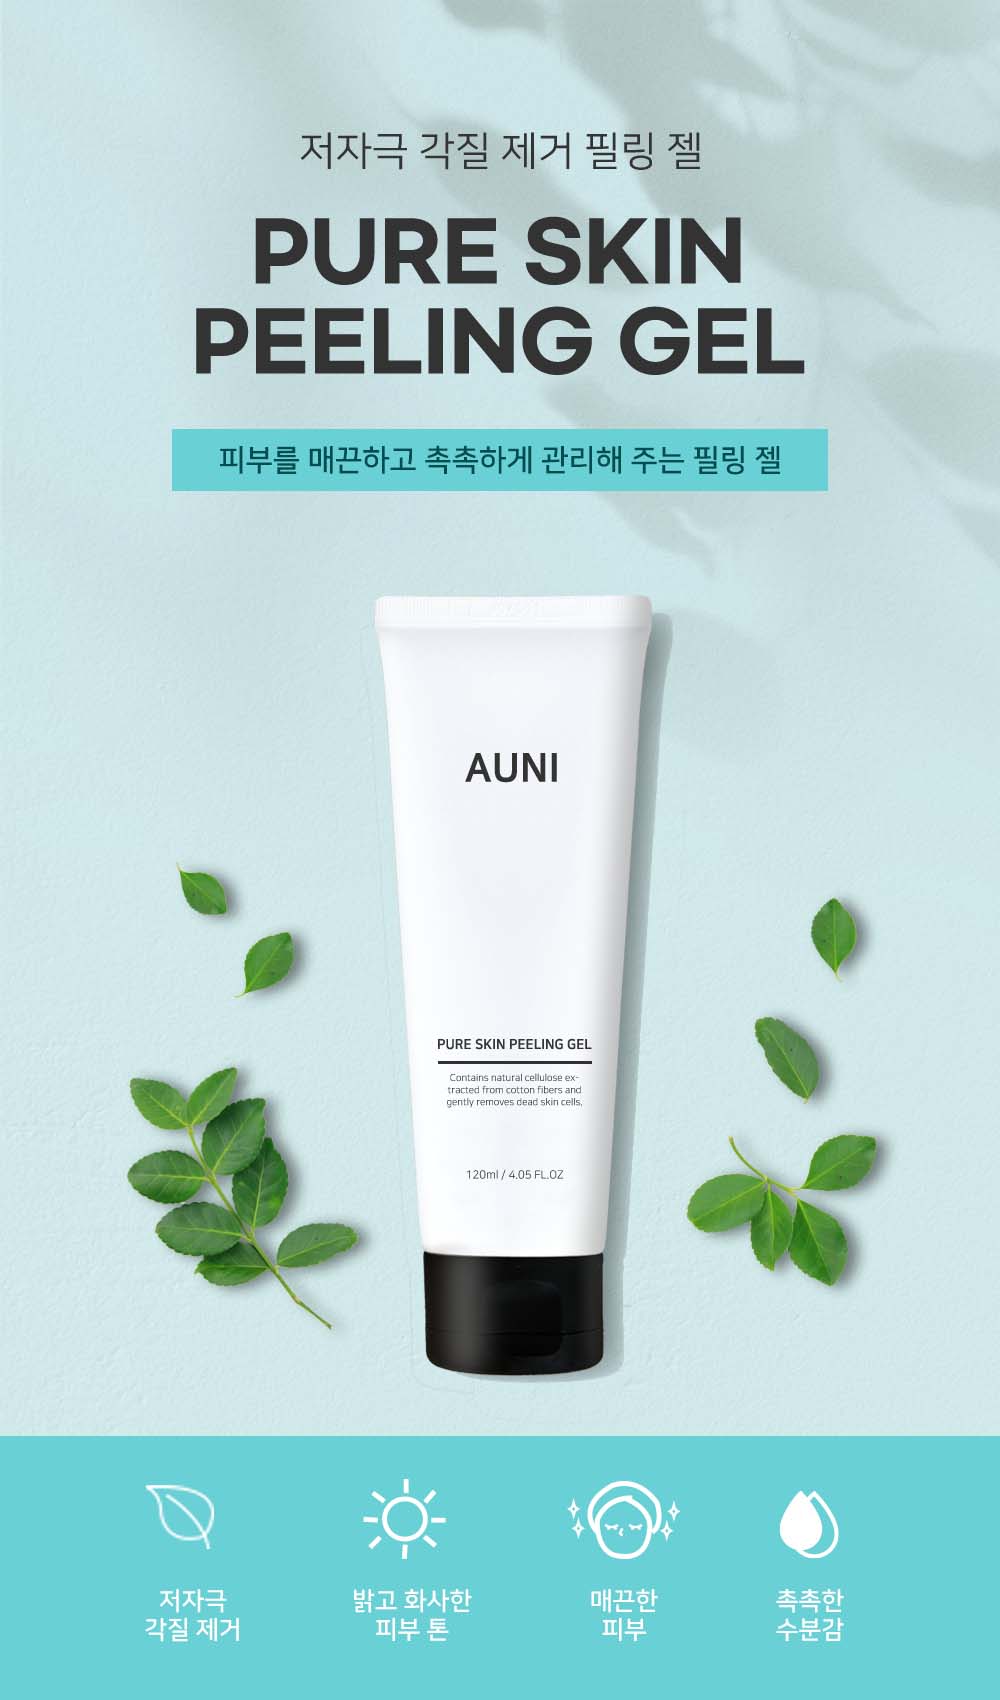 저자극 각질 제거 필링 젤
PURE SKIN
PEELING GEL
피부를 매끈하고 촉촉하게 관리해 주는 필링 젤
AUNI
PURE SKIN PEELING GEL
Contains natural cellulose ex-
tracted from cotton fibers and
gently removes dead skin cells.
120ml / 4.05 FL.OZ
저자극
각질 제거
밝고 화사한
피부 톤
매끈한
피부
촉촉한
수분감